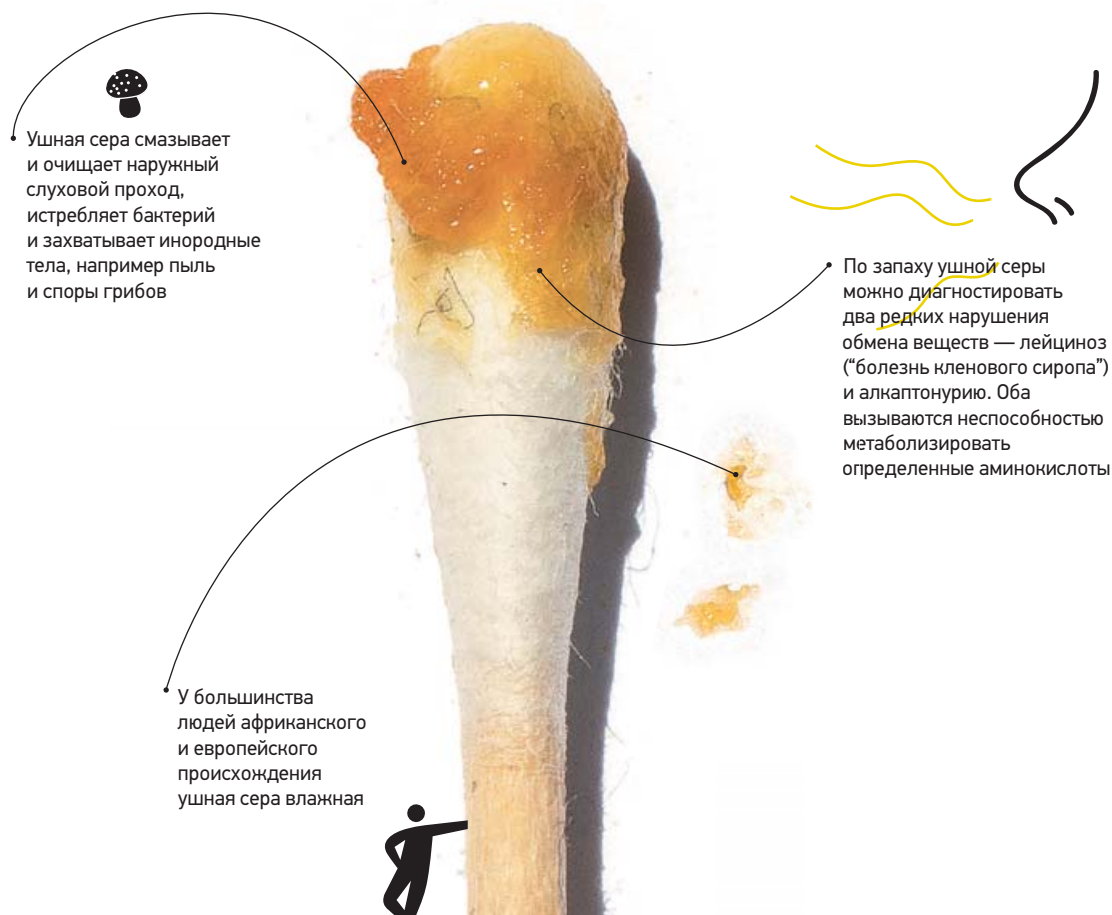 Ушная сера смазывает
и очищает наружный
слуховой проход,
истребляет бактерий
и захватывает инородные
тела, например пыль
и споры грибов
По запаху ушной серы
можно диагностировать
два редких нарушения
обмена веществ — лейциноз
(“болезнь кленового сиропа”)
и алкаптонурию. Оба
вызываются неспособностью
метаболизировать
определенные аминокислоты
У большинства
людей африканского
и европейского
происхождения
ушная сера влажная